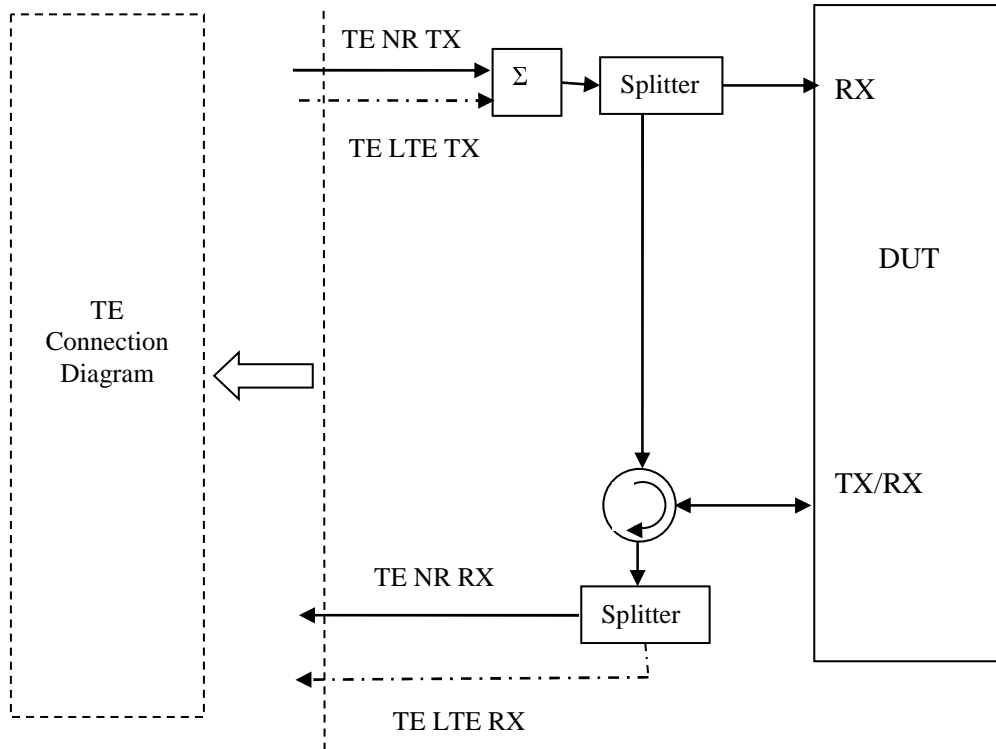 TE NR TX
Σ
Splitter
RX
TE LTE TX
DUT
TE
Connection
Diagram
TX/RX
TE NR RX
Splitter
TE LTE RX